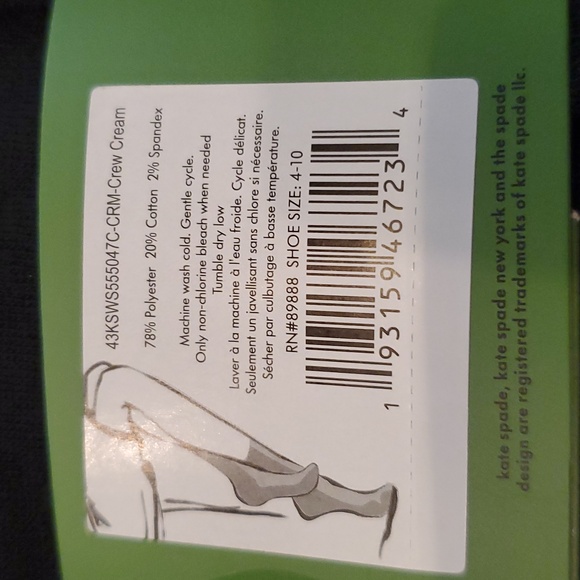 43KSWS555047C-CRM-Crew Cream
78% Polyester 20% Cotton 2% Spandex
Machine wash cold. Gentle cycle.
Only non-chlorine bleach when needed
Tumble dry low
Laver à la machine à l'eau froide. Cycle délicat.
Seulement un javellisant sans chlore si nécessaire.
Sécher par culbutage à basse température.
RN#89888 SHOE SIZE: 4-10
1 93159 46723 4
kate spade, kate spade new york and the spade
design are registered trademarks of kate spade llc.